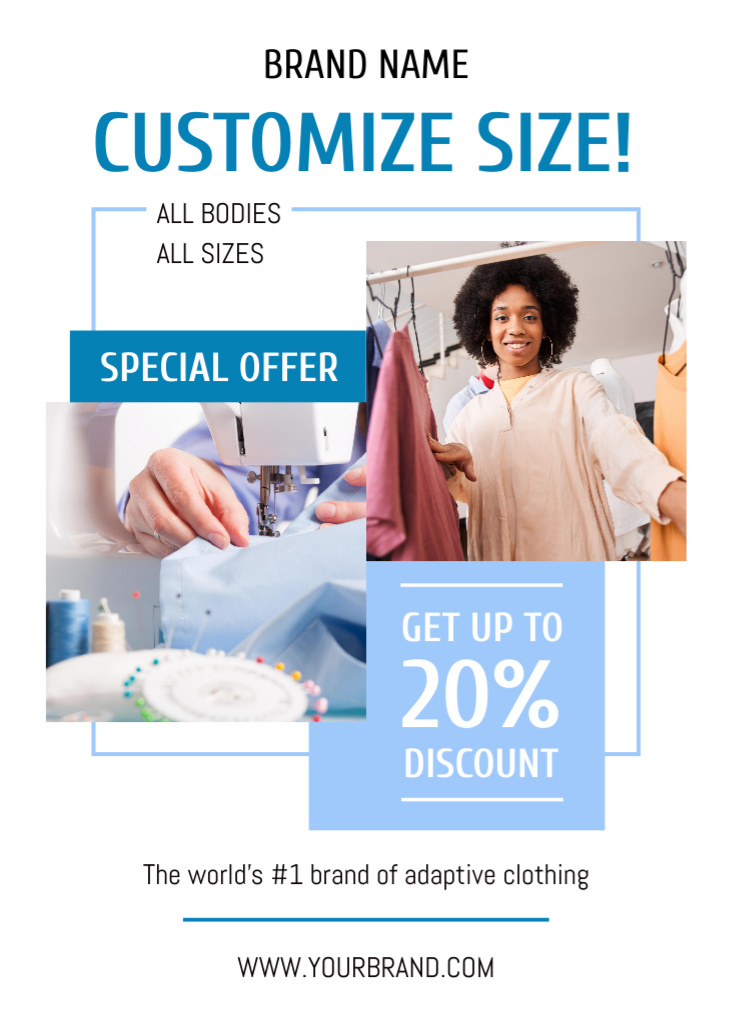 BRAND NAME
CUSTOMIZE SIZE!
ALL BODIES
ALL SIZES
SPECIAL OFFER
GET UP TO
20%
DISCOUNT
The world's #1 brand of adaptive clothing
WWW.YOURBRAND.COM